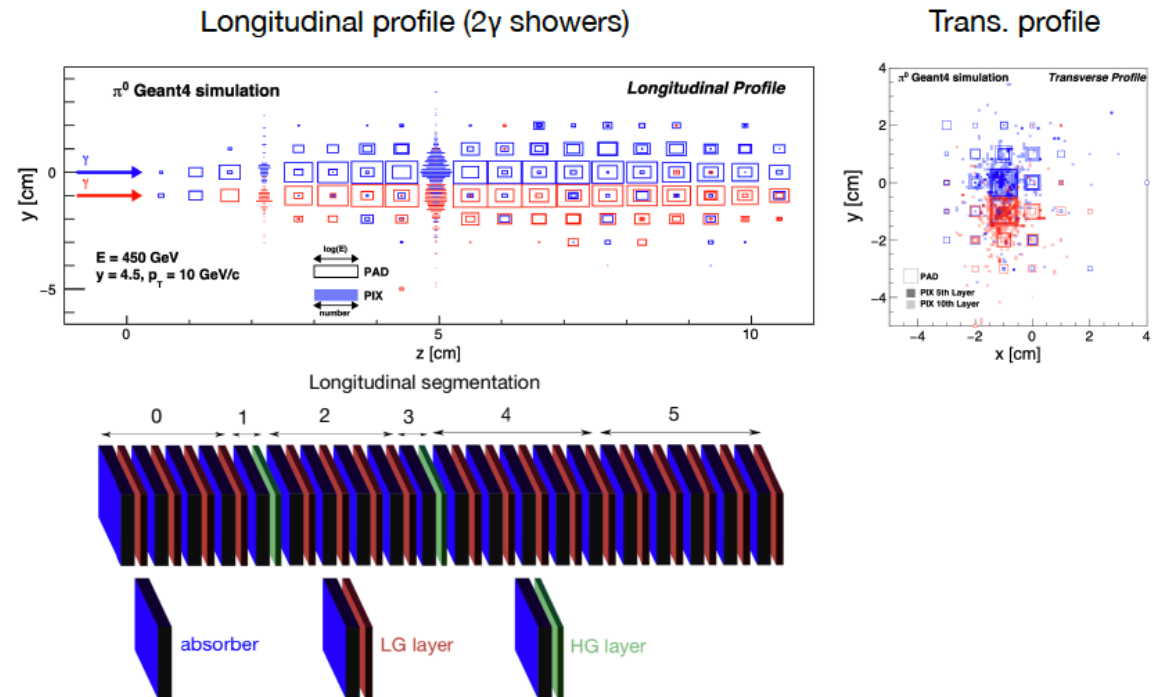 Longitudinal profile (2γ showers)
Trans. profile
π⁰ Geant4 simulation
Longitudinal Profile
γ
γ
0
-5
y [cm]
E = 450 GeV
y = 4.5, p_T = 10 GeV/c
log(E)
PAD
PIX
number
0
5
10
z [cm]
π⁰ Geant4 simulation
Transverse Profile
4
2
0
-2
-4
y [cm]
PAD
PIX 5th Layer
PIX 10th Layer
-4
-2
0
2
4
x [cm]
Longitudinal segmentation
0
1
2
3
4
5
absorber
LG layer
HG layer